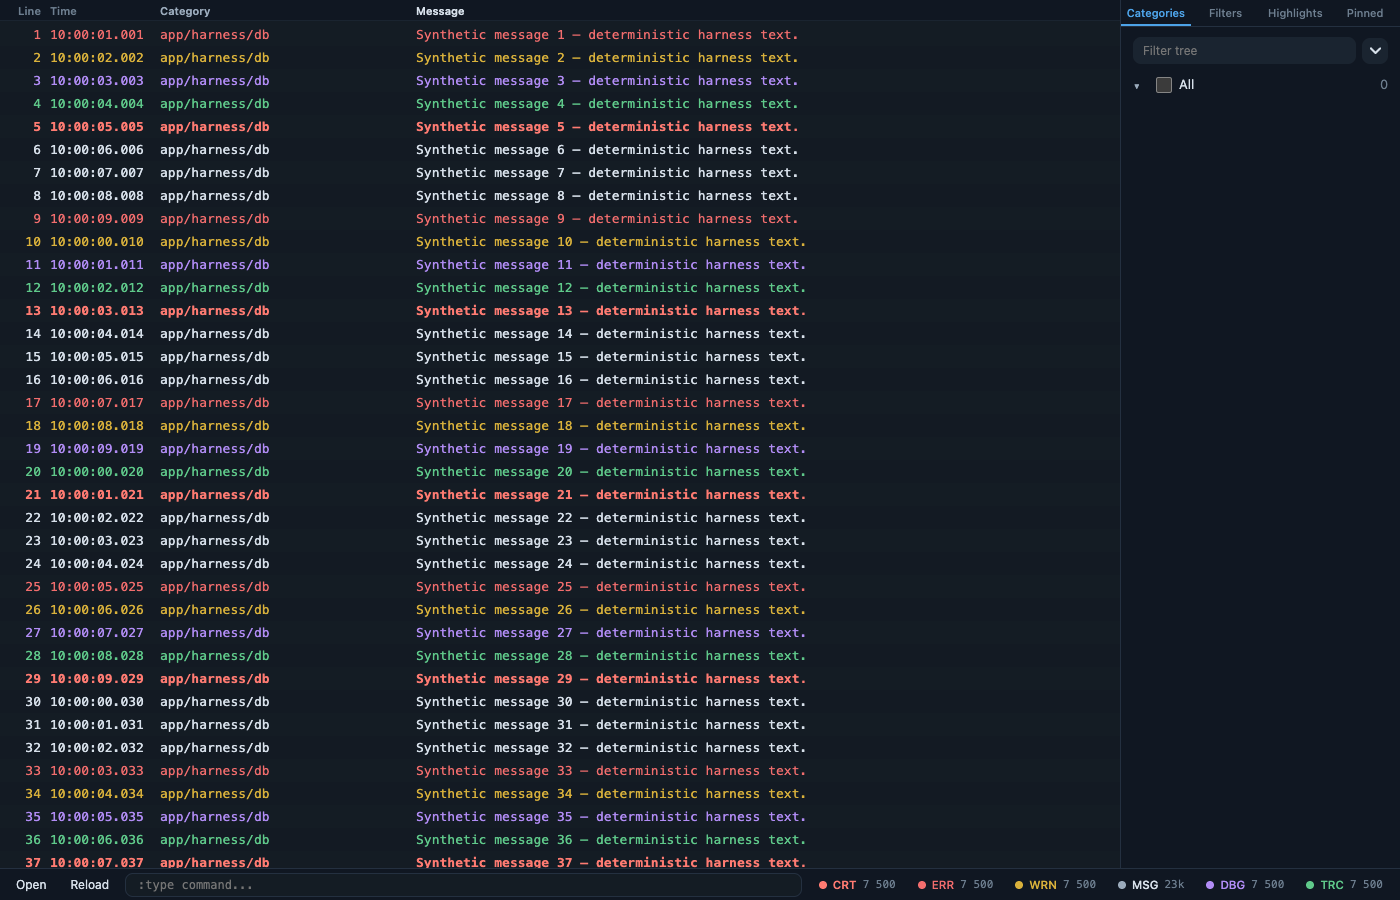 Line Time Category Message
1 10:00:01.001 app/harness/db Synthetic message 1 — deterministic harness text.
2 10:00:02.002 app/harness/db Synthetic message 2 — deterministic harness text.
3 10:00:03.003 app/harness/db Synthetic message 3 — deterministic harness text.
4 10:00:04.004 app/harness/db Synthetic message 4 — deterministic harness text.
5 10:00:05.005 app/harness/db Synthetic message 5 — deterministic harness text.
6 10:00:06.006 app/harness/db Synthetic message 6 — deterministic harness text.
7 10:00:07.007 app/harness/db Synthetic message 7 — deterministic harness text.
8 10:00:08.008 app/harness/db Synthetic message 8 — deterministic harness text.
9 10:00:09.009 app/harness/db Synthetic message 9 — deterministic harness text.
10 10:00:00.010 app/harness/db Synthetic message 10 — deterministic harness text.
11 10:00:01.011 app/harness/db Synthetic message 11 — deterministic harness text.
12 10:00:02.012 app/harness/db Synthetic message 12 — deterministic harness text.
13 10:00:03.013 app/harness/db Synthetic message 13 — deterministic harness text.
14 10:00:04.014 app/harness/db Synthetic message 14 — deterministic harness text.
15 10:00:05.015 app/harness/db Synthetic message 15 — deterministic harness text.
16 10:00:06.016 app/harness/db Synthetic message 16 — deterministic harness text.
17 10:00:07.017 app/harness/db Synthetic message 17 — deterministic harness text.
18 10:00:08.018 app/harness/db Synthetic message 18 — deterministic harness text.
19 10:00:09.019 app/harness/db Synthetic message 19 — deterministic harness text.
20 10:00:00.020 app/harness/db Synthetic message 20 — deterministic harness text.
21 10:00:01.021 app/harness/db Synthetic message 21 — deterministic harness text.
22 10:00:02.022 app/harness/db Synthetic message 22 — deterministic harness text.
23 10:00:03.023 app/harness/db Synthetic message 23 — deterministic harness text.
24 10:00:04.024 app/harness/db Synthetic message 24 — deterministic harness text.
25 10:00:05.025 app/harness/db Synthetic message 25 — deterministic harness text.
26 10:00:06.026 app/harness/db Synthetic message 26 — deterministic harness text.
27 10:00:07.027 app/harness/db Synthetic message 27 — deterministic harness text.
28 10:00:08.028 app/harness/db Synthetic message 28 — deterministic harness text.
29 10:00:09.029 app/harness/db Synthetic message 29 — deterministic harness text.
30 10:00:00.030 app/harness/db Synthetic message 30 — deterministic harness text.
31 10:00:01.031 app/harness/db Synthetic message 31 — deterministic harness text.
32 10:00:02.032 app/harness/db Synthetic message 32 — deterministic harness text.
33 10:00:03.033 app/harness/db Synthetic message 33 — deterministic harness text.
34 10:00:04.034 app/harness/db Synthetic message 34 — deterministic harness text.
35 10:00:05.035 app/harness/db Synthetic message 35 — deterministic harness text.
36 10:00:06.036 app/harness/db Synthetic message 36 — deterministic harness text.
37 10:00:07.037 app/harness/db Synthetic message 37 — deterministic harness text.
Categories Filters Highlights Pinned
Filter tree
All 0
Open Reload :type command... CRT 7 500 ERR 7 500 WRN 7 500 MSG 23k DBG 7 500 TRC 7 500